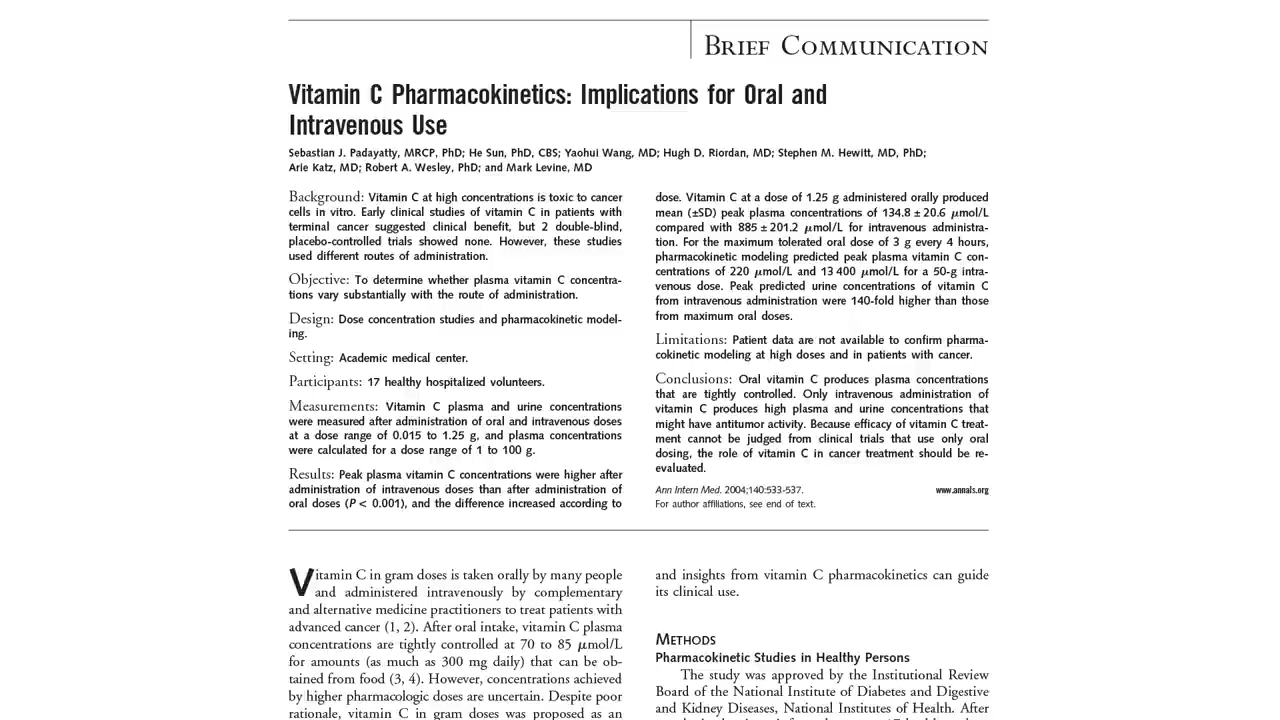 BRIEF COMMUNICATION
Vitamin C Pharmacokinetics: Implications for Oral and
Intravenous Use
Sebastian J. Padayatty, MRCP, PhD; He Sun, PhD, CBS; Yaohui Wang, MD; Hugh D. Riordan, MD; Stephen M. Hewitt, MD, PhD;
Arie Katz, MD; Robert A. Wesley, PhD; and Mark Levine, MD
Background: Vitamin C at high concentrations is toxic to cancer
cells in vitro. Early clinical studies of vitamin C in patients with
terminal cancer suggested clinical benefit, but 2 double-blind,
placebo-controlled trials showed none. However, these studies
used different routes of administration.
Objective: To determine whether plasma vitamin C concentra-
tions vary substantially with the route of administration.
Design: Dose concentration studies and pharmacokinetic model-
ing.
Setting: Academic medical center.
Participants: 17 healthy hospitalized volunteers.
Measurements: Vitamin C plasma and urine concentrations
were measured after administration of oral and intravenous doses
at a dose range of 0.015 to 1.25 g, and plasma concentrations
were calculated for a dose range of 1 to 100 g.
Results: Peak plasma vitamin C concentrations were higher after
administration of intravenous doses than after administration of
oral doses (P < 0.001), and the difference increased according to
dose. Vitamin C at a dose of 1.25 g administered orally produced
mean (±SD) peak plasma concentrations of 134.8 ± 20.6 μmol/L
compared with 885 ± 201.2 μmol/L for intravenous administra-
tion. For the maximum tolerated oral dose of 3 g every 4 hours,
pharmacokinetic modeling predicted peak plasma vitamin C con-
centrations of 220 μmol/L and 13 400 μmol/L for a 50-g intra-
venous dose. Peak predicted urine concentrations of vitamin C
from intravenous administration were 140-fold higher than those
from maximum oral doses.
Limitations: Patient data are not available to confirm pharma-
cokinetic modeling at high doses and in patients with cancer.
Conclusions: Oral vitamin C produces plasma concentrations
that are tightly controlled. Only intravenous administration of
vitamin C produces high plasma and urine concentrations that
might have antitumor activity. Because efficacy of vitamin C treat-
ment cannot be judged from clinical trials that use only oral
dosing, the role of vitamin C in cancer treatment should be re-
evaluated.
Ann Intern Med. 2004;140:533-537. www.annals.org
For author affiliations, see end of text.
Vitamin C in gram doses is taken orally by many people
and administered intravenously by complementary
and alternative medicine practitioners to treat patients with
advanced cancer (1, 2). After oral intake, vitamin C plasma
concentrations are tightly controlled at 70 to 85 μmol/L
for amounts (as much as 300 mg daily) that can be ob-
tained from food (3, 4). However, concentrations achieved
by higher pharmacologic doses are uncertain. Despite poor
rationale, vitamin C in gram doses was proposed as an
and insights from vitamin C pharmacokinetics can guide
its clinical use.
METHODS
Pharmacokinetic Studies in Healthy Persons
The study was approved by the Institutional Review
Board of the National Institute of Diabetes and Digestive
and Kidney Diseases, National Institutes of Health. After